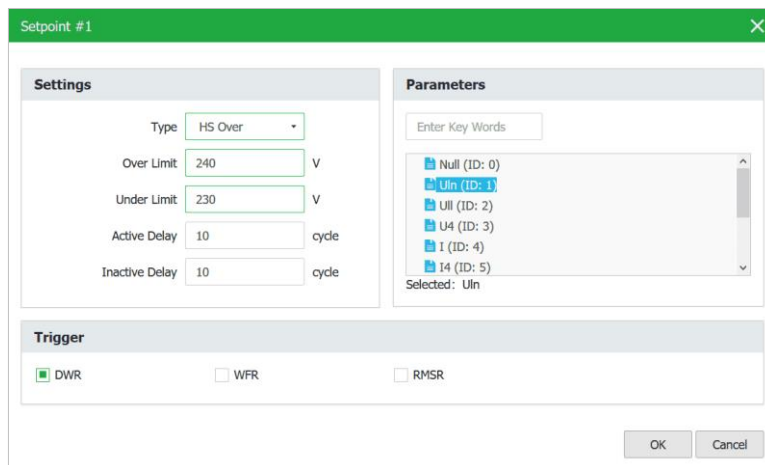 Setpoint #1
Settings
Type HS Over
Over Limit 240 V
Under Limit 230 V
Active Delay 10 cycle
Inactive Delay 10 cycle
Parameters
Enter Key Words
Null (ID: 0)
Uln (ID: 1)
Ull (ID: 2)
U4 (ID: 3)
I (ID: 4)
I4 (ID: 5)
Selected: Uln
Trigger
DWR WFR RMSR
OK Cancel